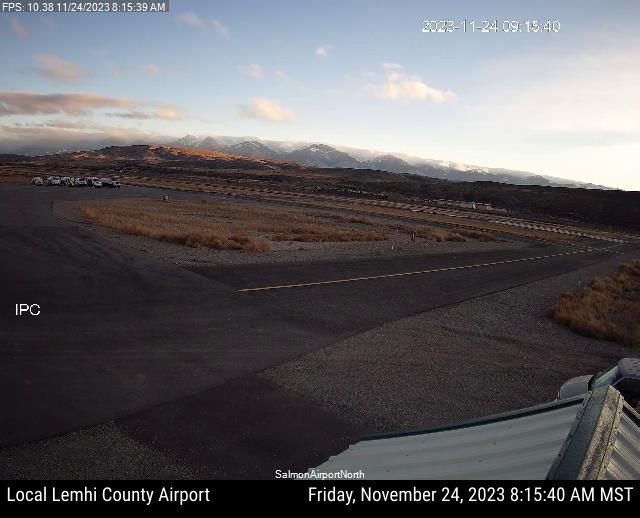 FPS: 10.38 11/24/2023 8:15:39 AM
2023-11-24 09:15:40
IPC
SalmonAirportNorth
Local Lemhi County Airport
Friday, November 24, 2023 8:15:40 AM MST